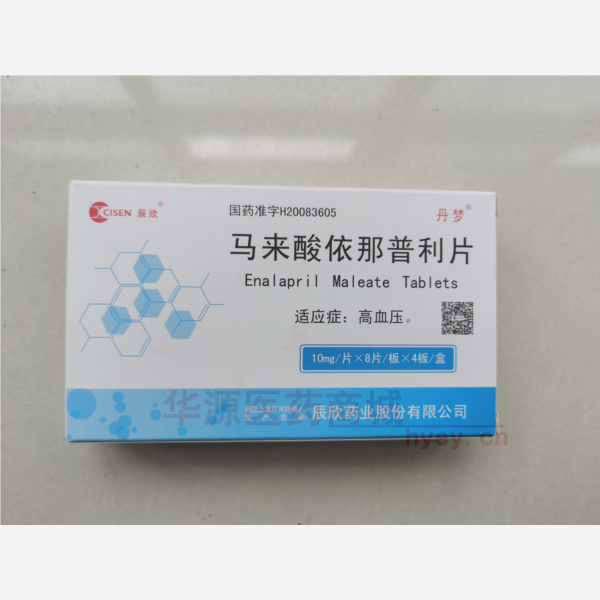 CISEN 辰欣®
国药准字H20083605
丹梦®
马来酸依那普利片
Enalapril Maleate Tablets
适应症：高血压。
10mg/片×8片/板×4板/盒
华源医药商城
辰欣药业股份有限公司
hyey.cn